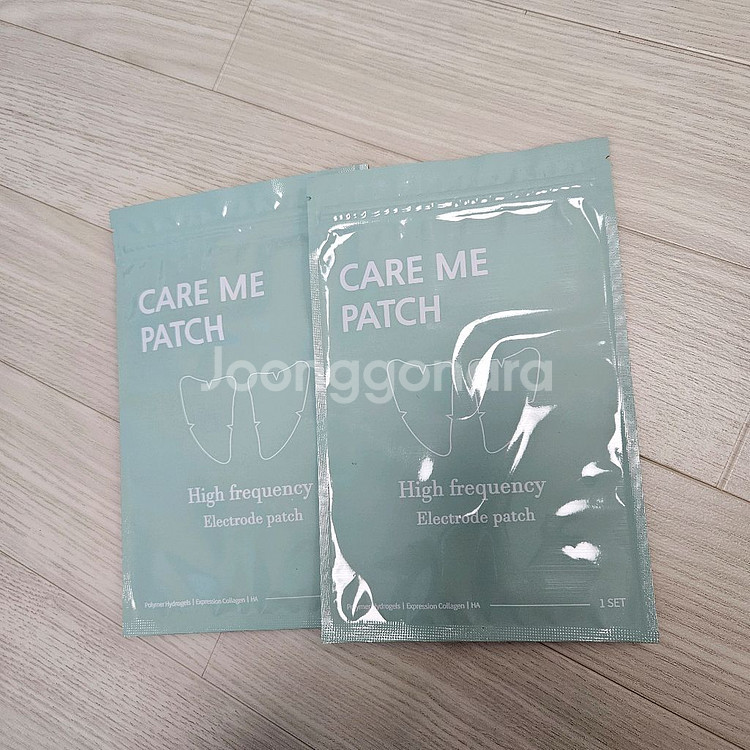 CARE ME
PATCH
High frequency
Electrode patch
Polymer Hydrogels | Expression Collagen | HA
CARE ME
PATCH
High frequency
Electrode patch
Hydrogels | Expression Collagen | HA
1 SET
Joonggonara